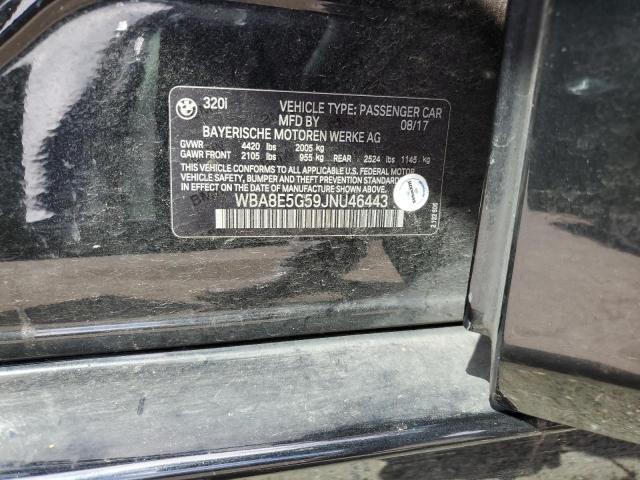 320i VEHICLE TYPE: PASSENGER CAR
MFD BY 08/17
BAYERISCHE MOTOREN WERKE AG
GVWR 4420 lbs 2005 kg
GAWR FRONT 2105 lbs 955 kg REAR 2524 lbs 1145 kg
THIS VEHICLE CONFORMS TO ALL APPLICABLE U.S. FEDERAL MOTOR
VEHICLE SAFETY, BUMPER AND THEFT PREVENTION STANDARDS
IN EFFECT ON THE DATE OF MANUFACTURE SHOWN ABOVE.
WBA8E5G59JNU46443